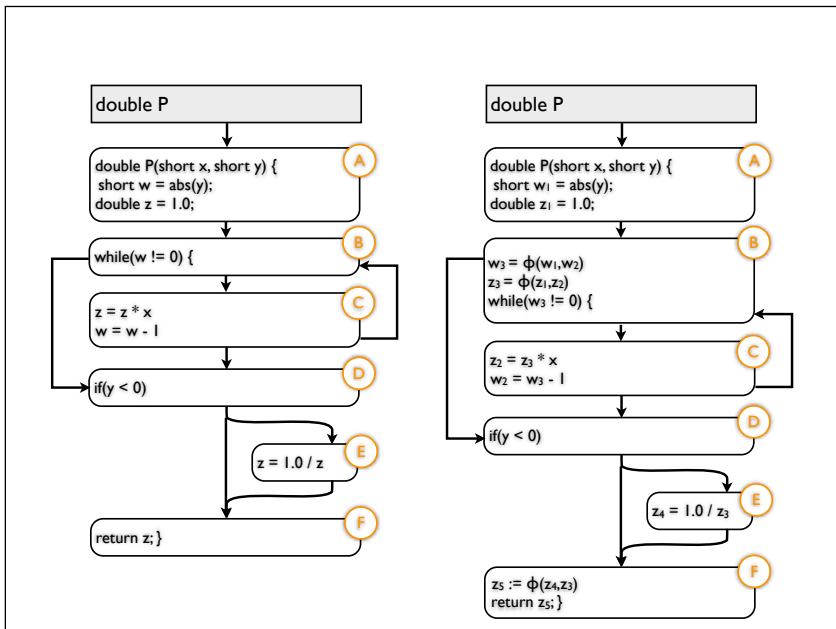 double P
A
double P(short x, short y) {
short w = abs(y);
double z = 1.0;
B
while(w != 0) {
C
z = z * x
w = w - 1
D
if(y < 0)
E
z = 1.0 / z
F
return z; }
double P
A
double P(short x, short y) {
short w₁ = abs(y);
double z₁ = 1.0;
B
w₃ = ϕ(w₁,w₂)
z₃ = ϕ(z₁,z₂)
while(w₃ != 0) {
C
z₂ = z₃ * x
w₂ = w₃ - 1
D
if(y < 0)
E
z₄ = 1.0 / z₃
F
z₅ := ϕ(z₄,z₃)
return z₅; }